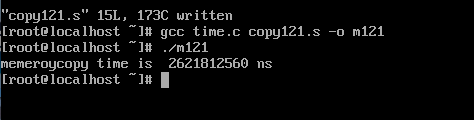 "copy121.s" 15L, 173C written
[root@localhost ~]# gcc time.c copy121.s -o m121
[root@localhost ~]# ./m121
memeroycopy time is  2621812560 ns
[root@localhost ~]#